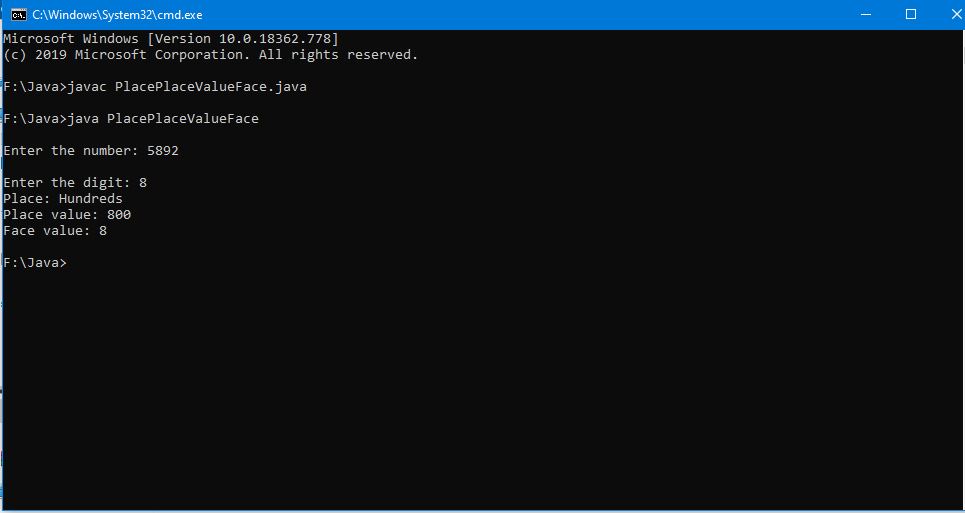 C:\Windows\System32\cmd.exe
Microsoft Windows [Version 10.0.18362.778]
(c) 2019 Microsoft Corporation. All rights reserved.
F:\Java>javac PlacePlaceValueFace.java
F:\Java>java PlacePlaceValueFace
Enter the number: 5892
Enter the digit: 8
Place: Hundreds
Place value: 800
Face value: 8
F:\Java>